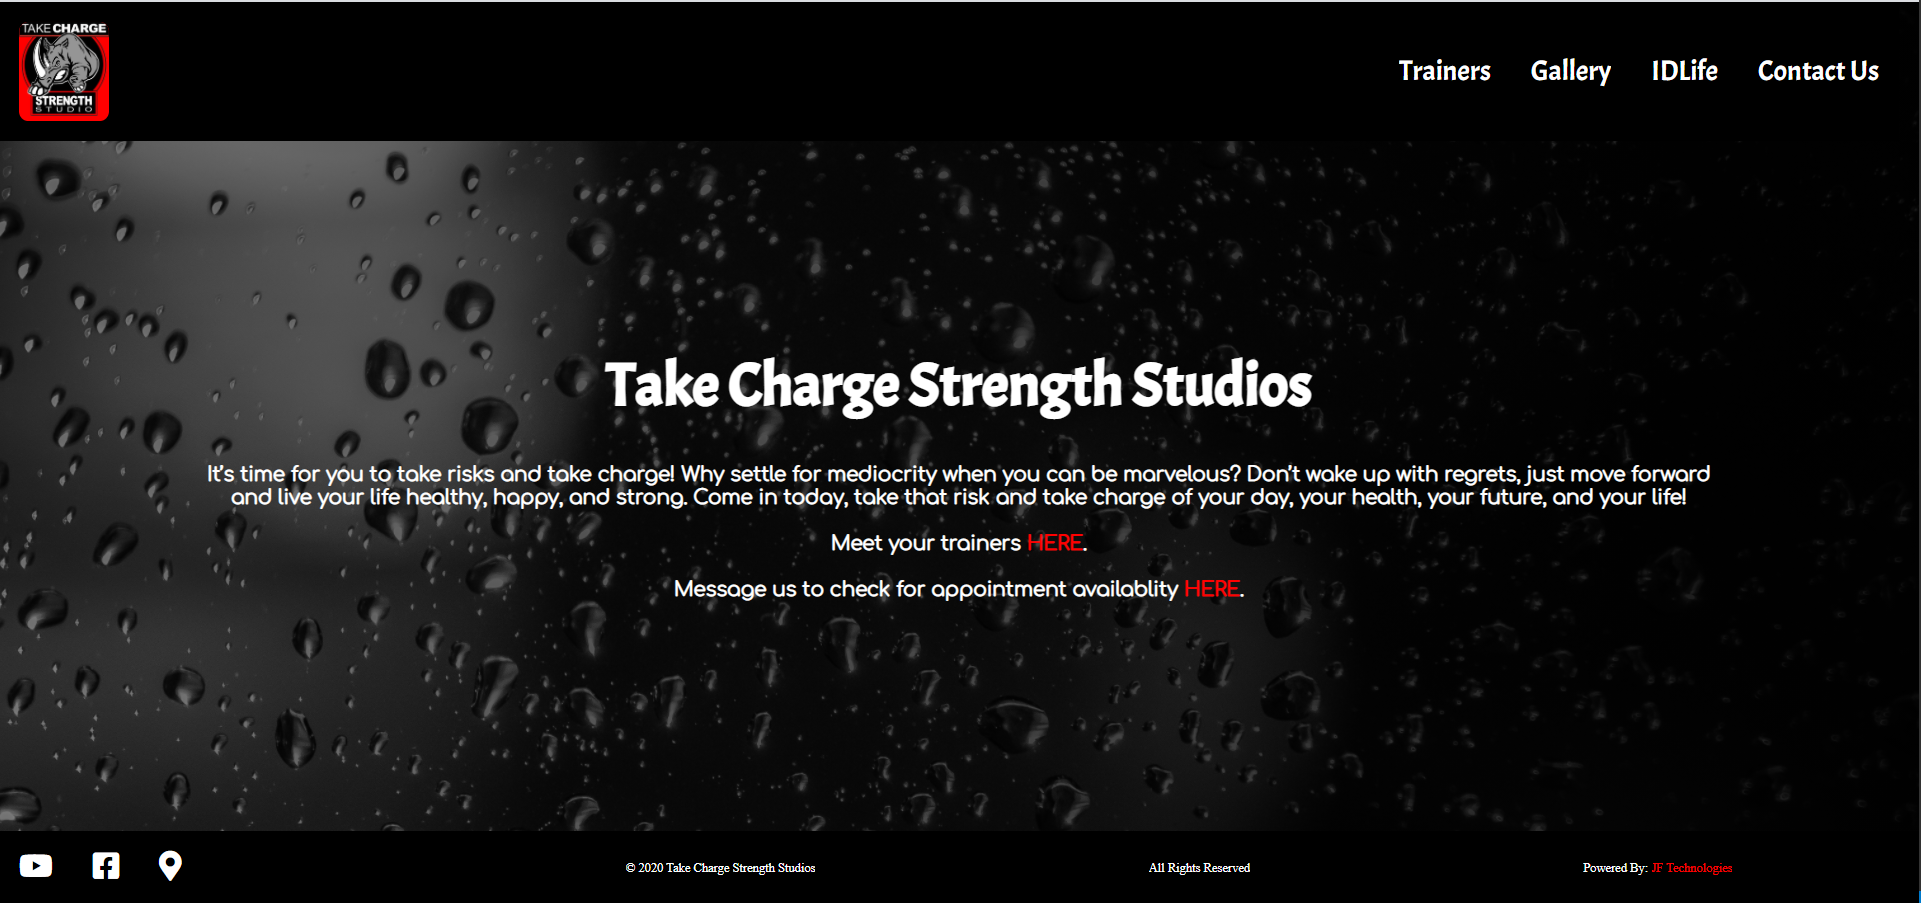 TAKE CHARGE
STRENGTH
STUDIO
Trainers Gallery IDLife Contact Us
Take Charge Strength Studios
It's time for you to take risks and take charge! Why settle for mediocrity when you can be marvelous? Don't wake up with regrets, just move forward
and live your life healthy, happy, and strong. Come in today, take that risk and take charge of your day, your health, your future, and your life!
Meet your trainers HERE.
Message us to check for appointment availablity HERE.
© 2020 Take Charge Strength Studios All Rights Reserved Powered By: JF Technologies